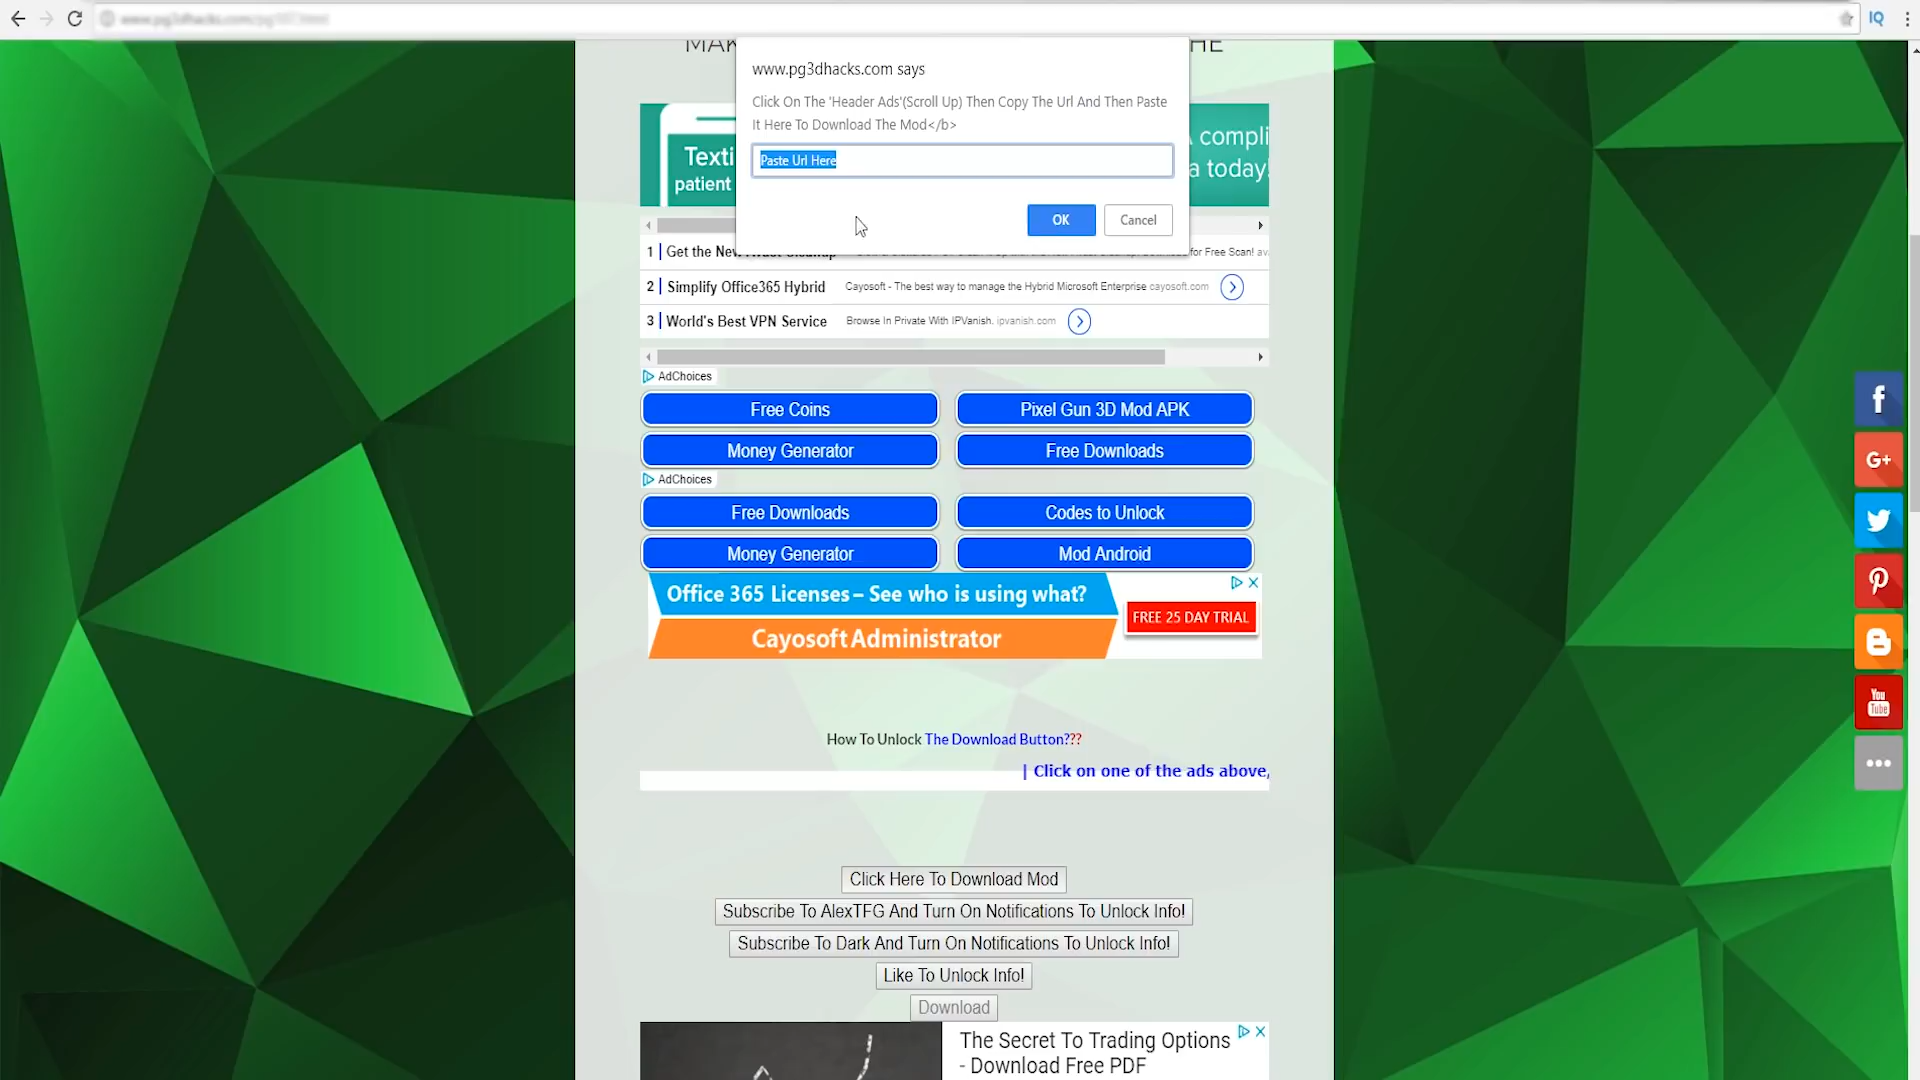 IQ
MAK
HE
www.pg3dhacks.com says
Click On The 'Header Ads'(Scroll Up) Then Copy The Url And Then Paste
It Here To Download The Mod</b>
Paste Url Here
OK
Cancel
Texti
patient
compli
a today!
1 | Get the New Avast Cleanup
for Free Scan!
2 | Simplify Office365 Hybrid Cayosoft - The best way to manage the Hybrid Microsoft Enterprise cayosoft.com
3 | World's Best VPN Service Browse In Private With IPVanish. ipvanish.com
AdChoices
Free Coins
Pixel Gun 3D Mod APK
Money Generator
Free Downloads
AdChoices
Free Downloads
Codes to Unlock
Money Generator
Mod Android
Office 365 Licenses – See who is using what?
Cayosoft Administrator
FREE 25 DAY TRIAL
How To Unlock The Download Button???
| Click on one of the ads above,
Click Here To Download Mod
Subscribe To AlexTFG And Turn On Notifications To Unlock Info!
Subscribe To Dark And Turn On Notifications To Unlock Info!
Like To Unlock Info!
Download
The Secret To Trading Options
- Download Free PDF
G+
You
Tube